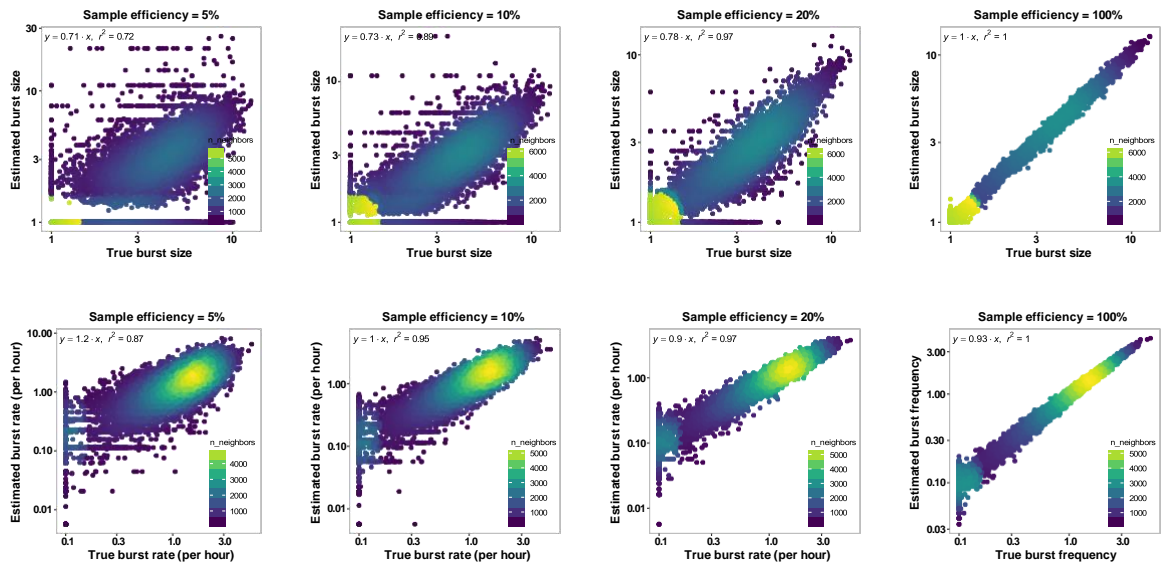 Sample efficiency = 5%
y = 0.71 · x, r2 = 0.72
30
10
3
1
Estimated burst size
n_neighbors
5000
4000
3000
2000
1000
1
3
10
True burst size
Sample efficiency = 10%
y = 0.73 · x, r2 = 0.89
10
3
1
Estimated burst size
n_neighbors
6000
4000
2000
1
3
10
True burst size
Sample efficiency = 20%
y = 0.78 · x, r2 = 0.97
10
3
1
Estimated burst size
n_neighbors
6000
4000
2000
1
3
10
True burst size
Sample efficiency = 100%
y = 1 · x, r2 = 1
10
3
1
Estimated burst size
n_neighbors
6000
4000
2000
1
3
10
True burst size
Sample efficiency = 5%
y = 1.2 · x, r2 = 0.87
10.00
1.00
0.10
0.01
Estimated burst rate (per hour)
n_neighbors
4000
3000
2000
1000
0.1
0.3
1.0
3.0
True burst rate (per hour)
Sample efficiency = 10%
y = 1 · x, r2 = 0.95
1.00
0.10
0.01
Estimated burst rate (per hour)
n_neighbors
5000
4000
3000
2000
1000
0.1
0.3
1.0
3.0
True burst rate (per hour)
Sample efficiency = 20%
y = 0.9 · x, r2 = 0.97
1.00
0.10
0.01
Estimated burst rate (per hour)
n_neighbors
5000
4000
3000
2000
1000
0.1
0.3
1.0
3.0
True burst rate (per hour)
Sample efficiency = 100%
y = 0.93 · x, r2 = 1
3.00
1.00
0.30
0.10
0.03
Estimated burst frequency
n_neighbors
5000
4000
3000
2000
1000
0.1
0.3
1.0
3.0
True burst frequency